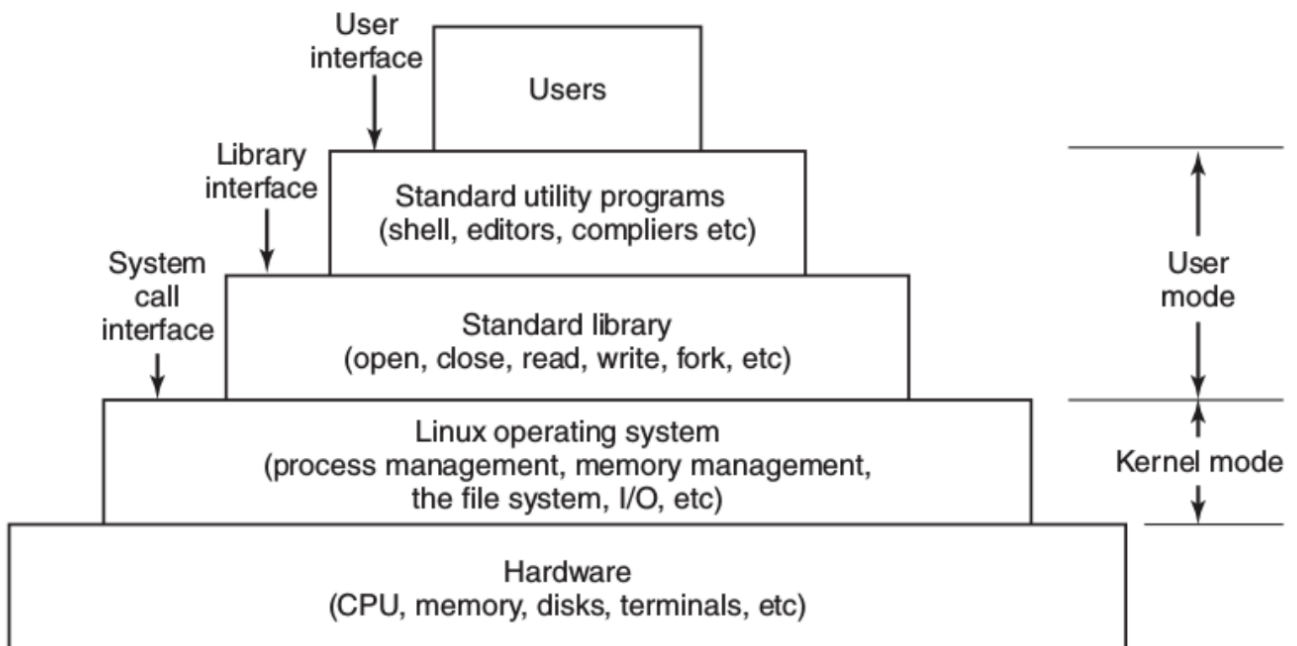 User
interface
Users
Library
interface
Standard utility programs
(shell, editors, compliers etc)
System
call
interface
User
mode
Standard library
(open, close, read, write, fork, etc)
Linux operating system
(process management, memory management,
the file system, I/O, etc)
Kernel mode
Hardware
(CPU, memory, disks, terminals, etc)